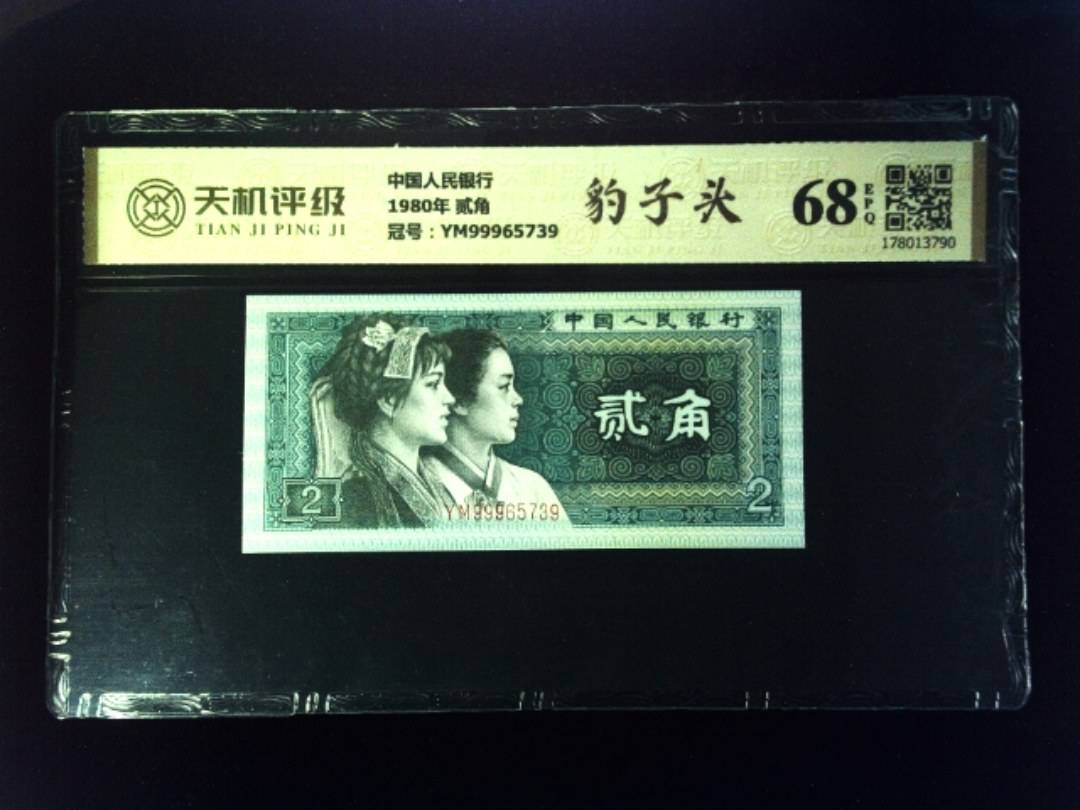 天机评级
TIAN JI PING JI
中国人民银行
1980年 贰角
冠号：YM99965739
豹子头
68
EPQ
178013790
中国人民银行
贰角
2
2
YM99965739